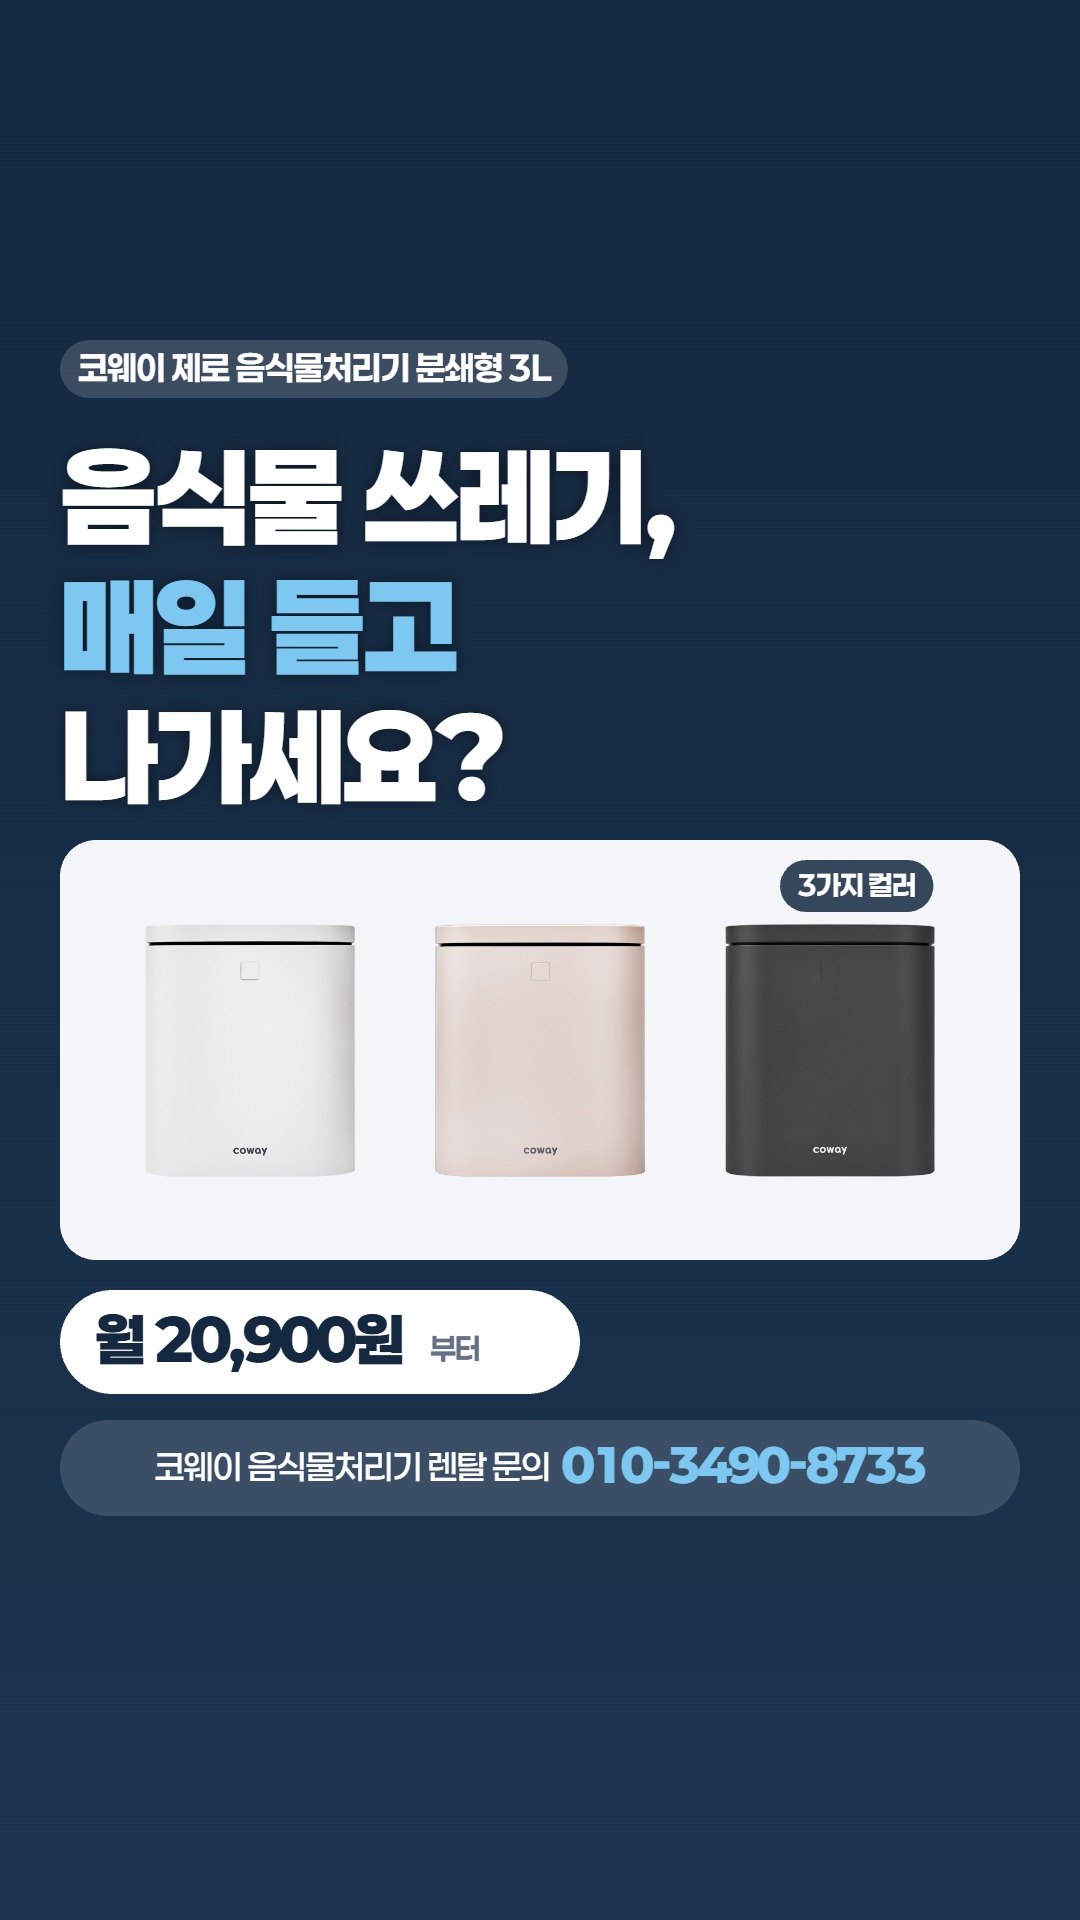 코웨이 제로 음식물처리기 분쇄형 3L
음식물 쓰레기,
매일 들고
나가세요?
3가지 컬러
coway
coway
coway
월 20,900원 부터
코웨이 음식물처리기 렌탈 문의 010-3490-8733